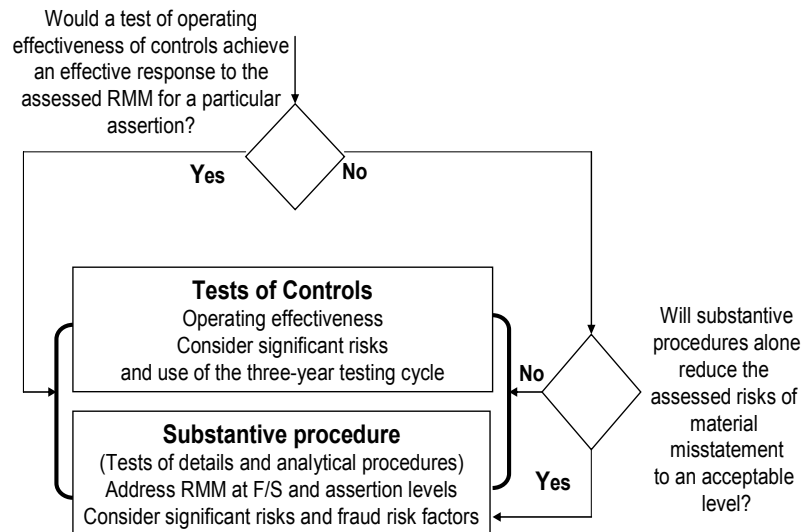 Would a test of operating
effectiveness of controls achieve
an effective response to the
assessed RMM for a particular
assertion?
Yes
No
Tests of Controls
Operating effectiveness
Consider significant risks
and use of the three-year testing cycle
Substantive procedure
(Tests of details and analytical procedures)
Address RMM at F/S and assertion levels
Consider significant risks and fraud risk factors
No
Yes
Will substantive
procedures alone
reduce the
assessed risks of
material
misstatement
to an acceptable
level?